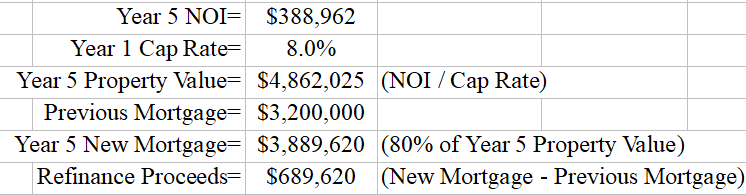 Year 5 NOI= $388,962
Year 1 Cap Rate= 8.0%
Year 5 Property Value= $4,862,025 (NOI / Cap Rate)
Previous Mortgage= $3,200,000
Year 5 New Mortgage= $3,889,620 (80% of Year 5 Property Value)
Refinance Proceeds= $689,620 (New Mortgage - Previous Mortgage)